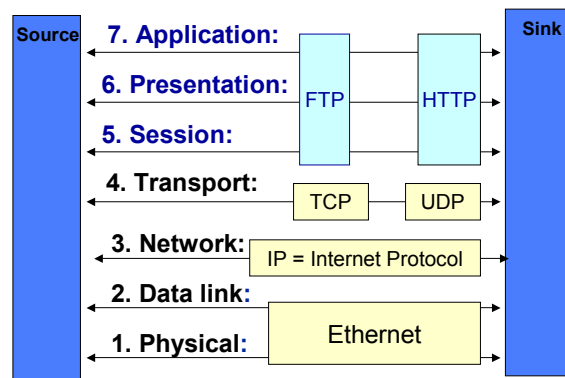 Source
Sink
7. Application:
6. Presentation:
FTP
HTTP
5. Session:
4. Transport:
TCP
UDP
3. Network:
IP = Internet Protocol
2. Data link:
Ethernet
1. Physical: